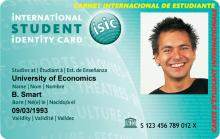 CARNET INTERNACIONAL DE ESTUDIANTE
INTERNATIONAL
STUDENT
IDENTITY CARD
isic
Studies at | Étudiant à | Est. de Enseñanza
University of Economics
Name | Nom | Nombre
B. Smart
Born | Né(e) le | Nacido/a el
09/03/1993
Validity | Validité | Validez
S 123 456 789 012 X